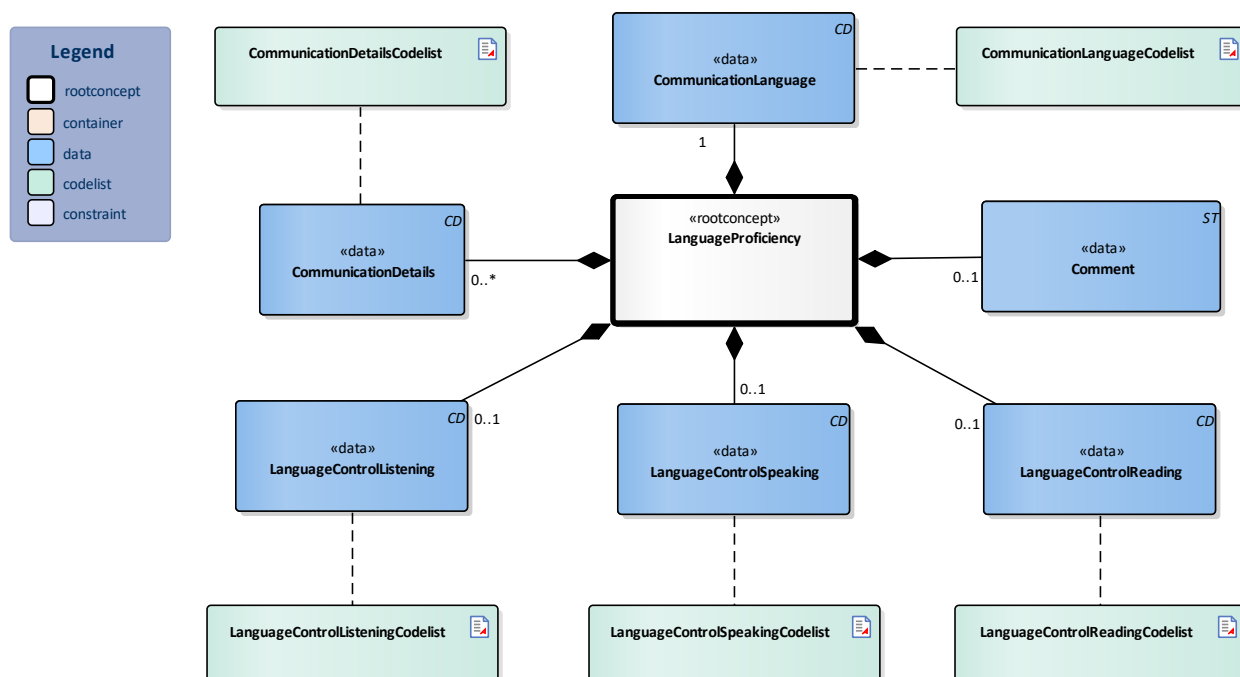 Legend
rootconcept
container
data
codelist
constraint
CommunicationDetailsCodelist
CD
«data»
CommunicationLanguage
CommunicationLanguageCodelist
1
CD
«data»
CommunicationDetails
0..*
«rootconcept»
LanguageProficiency
ST
«data»
Comment
0..1
CD
«data»
LanguageControlListening
0..1
CD
«data»
LanguageControlSpeaking
0..1
CD
«data»
LanguageControlReading
0..1
LanguageControlListeningCodelist
LanguageControlSpeakingCodelist
LanguageControlReadingCodelist